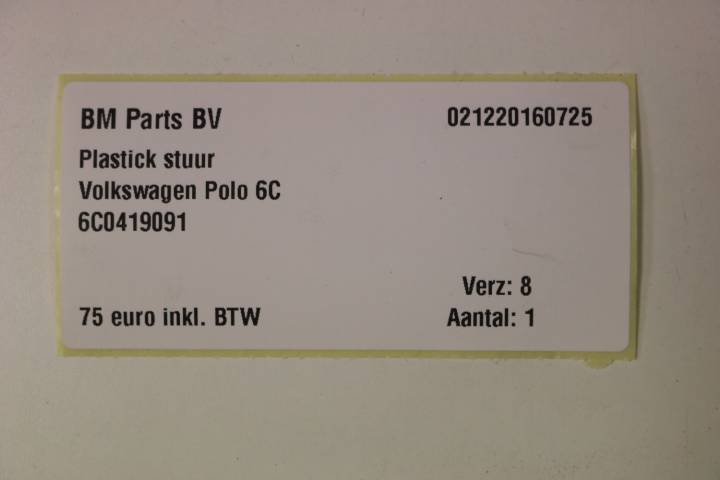 BM Parts BV
021220160725
Plastick stuur
Volkswagen Polo 6C
6C0419091
Verz: 8
75 euro inkl. BTW
Aantal: 1